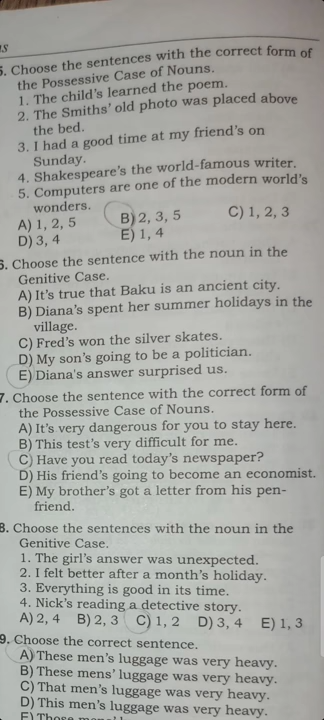 5. Choose the sentences with the correct form of
the Possessive Case of Nouns.
1. The child's learned the poem.
2. The Smiths' old photo was placed above
the bed.
3. I had a good time at my friend's on
Sunday.
4. Shakespeare's the world-famous writer.
5. Computers are one of the modern world's
wonders.
A) 1, 2, 5 B) 2, 3, 5 C) 1, 2, 3
D) 3, 4 E) 1, 4
6. Choose the sentence with the noun in the
Genitive Case.
A) It's true that Baku is an ancient city.
B) Diana's spent her summer holidays in the
village.
C) Fred's won the silver skates.
D) My son's going to be a politician.
E) Diana's answer surprised us.
7. Choose the sentence with the correct form of
the Possessive Case of Nouns.
A) It's very dangerous for you to stay here.
B) This test's very difficult for me.
C) Have you read today's newspaper?
D) His friend's going to become an economist.
E) My brother's got a letter from his pen-
friend.
8. Choose the sentences with the noun in the
Genitive Case.
1. The girl's answer was unexpected.
2. I felt better after a month's holiday.
3. Everything is good in its time.
4. Nick's reading a detective story.
A) 2, 4 B) 2, 3 C) 1, 2 D) 3, 4 E) 1, 3
9. Choose the correct sentence.
A) These men's luggage was very heavy.
B) These mens' luggage was very heavy.
C) That men's luggage was very heavy.
D) This men's luggage was very heavy.
E) Those